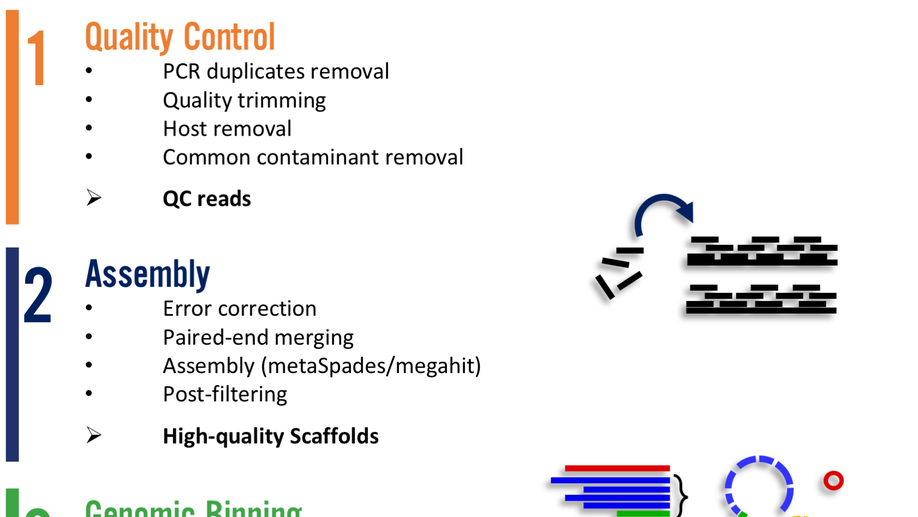 1 Quality Control
• PCR duplicates removal
• Quality trimming
• Host removal
• Common contaminant removal
➢ QC reads
2 Assembly
• Error correction
• Paired-end merging
• Assembly (metaSpades/megahit)
• Post-filtering
➢ High-quality Scaffolds
Genomic Binning